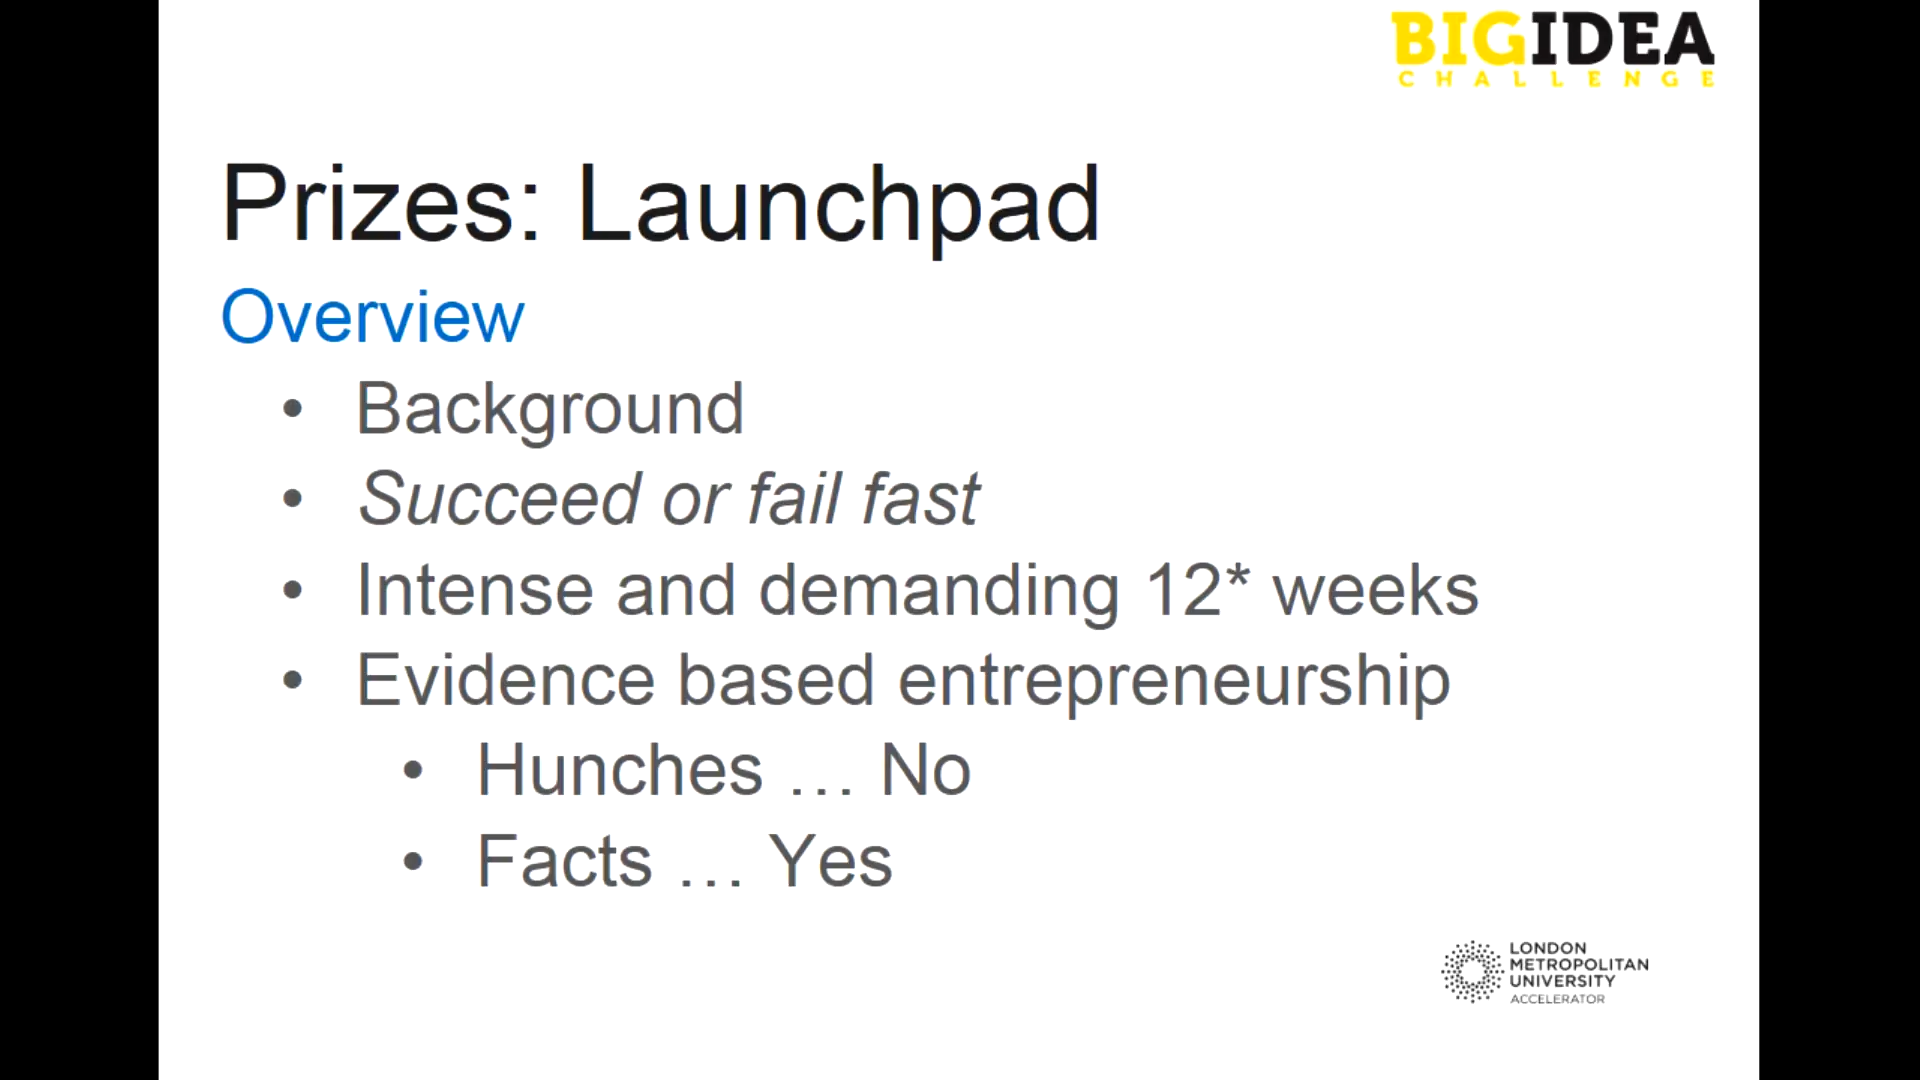 BIGIDEA
CHALLENGE
Prizes: Launchpad
Overview
• Background
• Succeed or fail fast
• Intense and demanding 12* weeks
• Evidence based entrepreneurship
• Hunches … No
• Facts … Yes
LONDON
METROPOLITAN
UNIVERSITY
ACCELERATOR